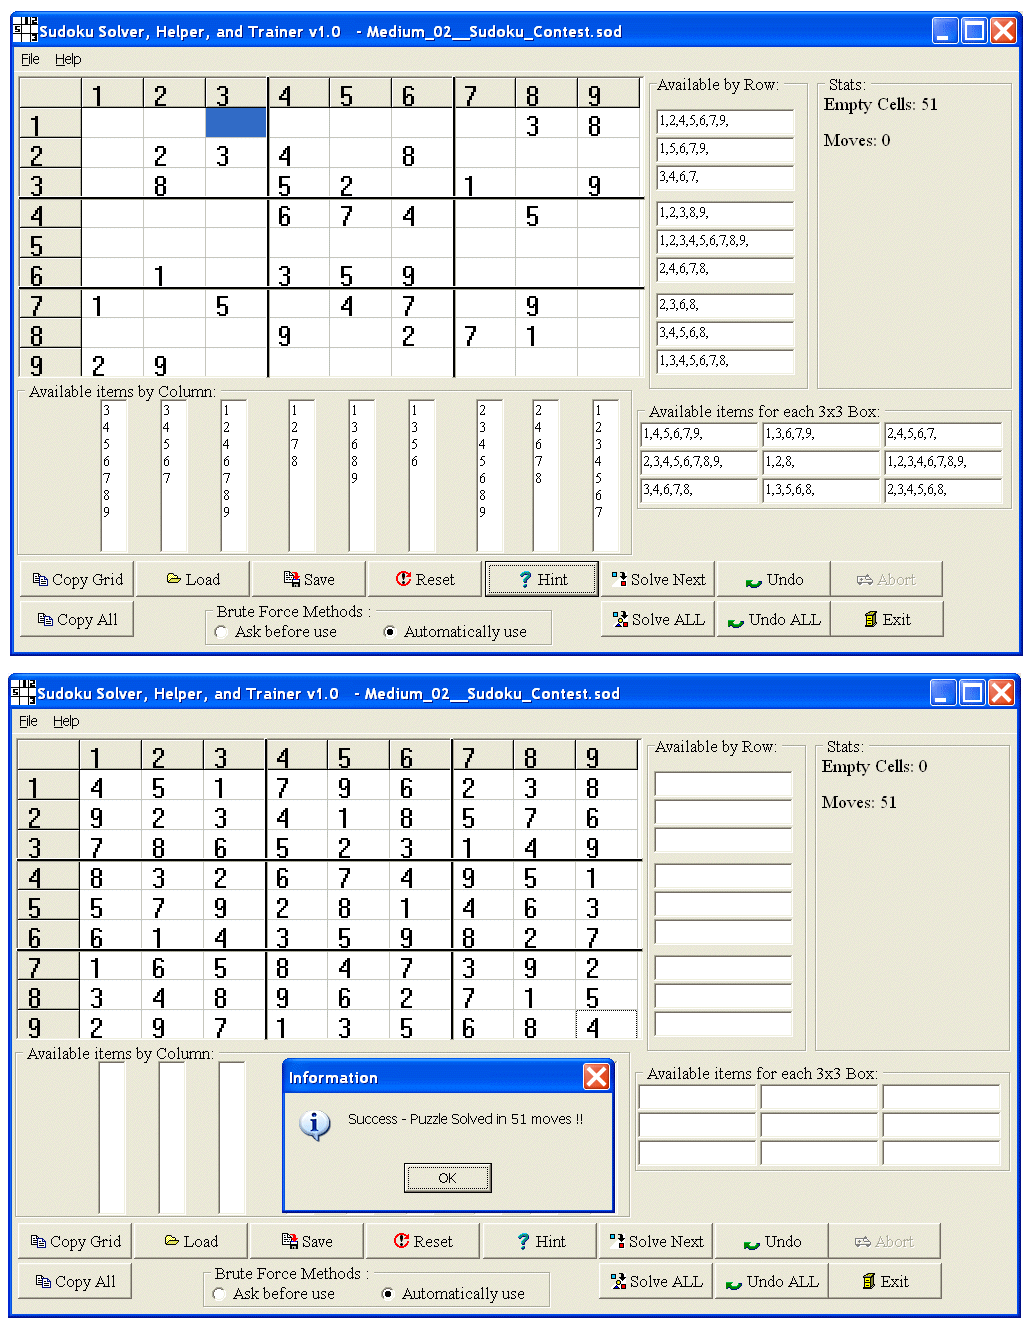 Sudoku Solver, Helper, and Trainer v1.0 - Medium_02__Sudoku_Contest.sod
File Help
1 2 3 4 5 6 7 8 9
1 3 8
2 2 3 4 8
3 8 5 2 1 9
4 6 7 4 5
5
6 1 3 5 9
7 1 5 4 7 9
8 9 2 7 1
9 2 9
Available by Row:
1,2,4,5,6,7,9,
1,5,6,7,9,
3,4,6,7,
1,2,3,8,9,
1,2,3,4,5,6,7,8,9,
2,4,6,7,8,
2,3,6,8,
3,4,5,6,8,
1,3,4,5,6,7,8,
Stats:
Empty Cells: 51
Moves: 0
Available items by Column:
3 3 1 1 1 1 2 2 1
4 4 2 2 3 3 3 4 2
5 5 4 7 6 5 4 6 3
6 6 6 8 8 6 5 7 4
7 7 7 9 6 8 5
8 8 8 6
9 9 9 7
Available items for each 3x3 Box:
1,4,5,6,7,9, 1,3,6,7,9, 2,4,5,6,7,
2,3,4,5,6,7,8,9, 1,2,8, 1,2,3,4,6,7,8,9,
3,4,6,7,8, 1,3,5,6,8, 2,3,4,5,6,8,
Copy Grid Load Save Reset Hint Solve Next Undo Abort
Copy All Brute Force Methods : Solve ALL Undo ALL Exit
Ask before use Automatically use
Sudoku Solver, Helper, and Trainer v1.0 - Medium_02__Sudoku_Contest.sod
File Help
1 2 3 4 5 6 7 8 9
1 4 5 1 7 9 6 2 3 8
2 9 2 3 4 1 8 5 7 6
3 7 8 6 5 2 3 1 4 9
4 8 3 2 6 7 4 9 5 1
5 5 7 9 2 8 1 4 6 3
6 6 1 4 3 5 9 8 2 7
7 1 6 5 8 4 7 3 9 2
8 3 4 8 9 6 2 7 1 5
9 2 9 7 1 3 5 6 8 4
Available by Row:
Stats:
Empty Cells: 0
Moves: 51
Available items by Column:
Information
Success - Puzzle Solved in 51 moves !!
OK
Available items for each 3x3 Box:
Copy Grid Load Save Reset Hint Solve Next Undo Abort
Copy All Brute Force Methods : Solve ALL Undo ALL Exit
Ask before use Automatically use